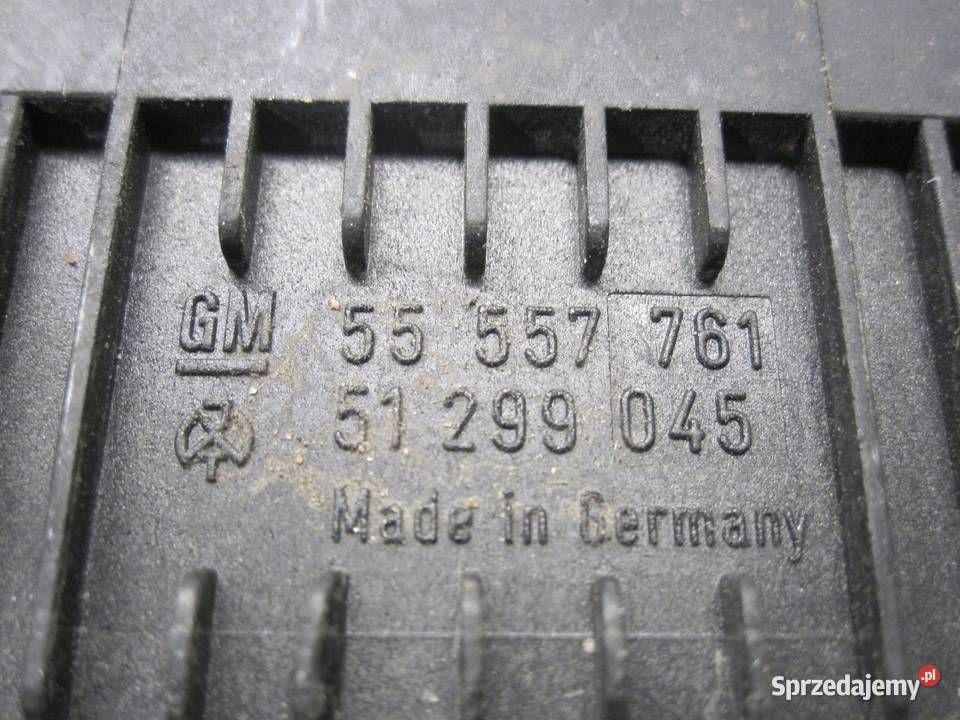 GM 55 557 761
51 299 045
Made in Germany
Sprzedajemy.pl